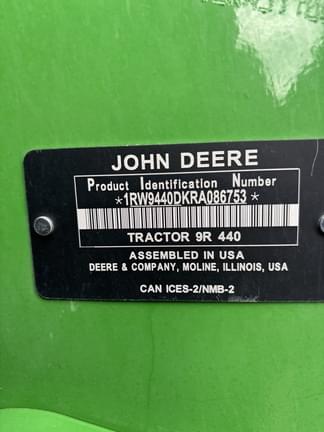 JOHN DEERE
Product Identification Number
*1RW9440DKRA086753*
TRACTOR 9R 440
ASSEMBLED IN USA
DEERE & COMPANY, MOLINE, ILLINOIS, USA
CAN ICES-2/NMB-2